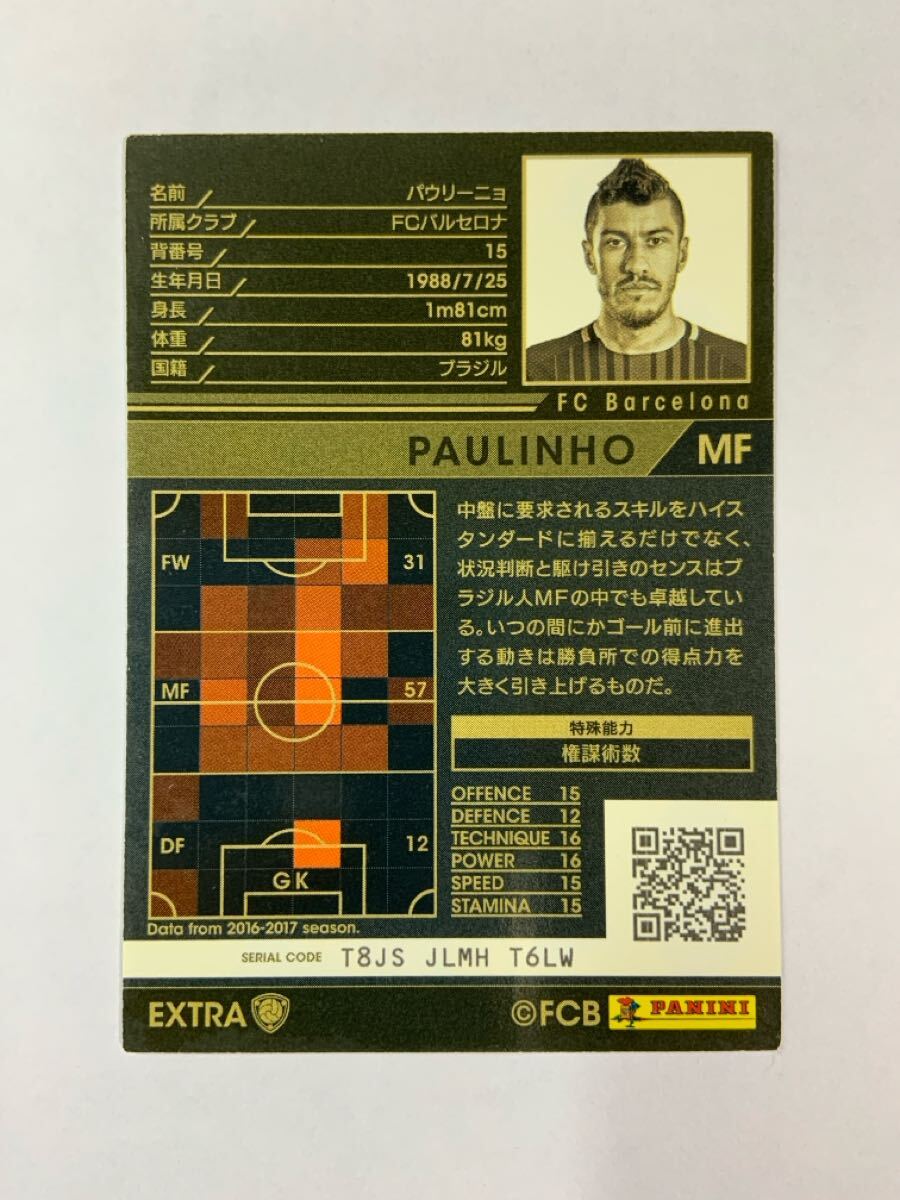 名前 パウリーニョ
所属クラブ FCバルセロナ
背番号 15
生年月日 1988/7/25
身長 1m81cm
体重 81kg
国籍 ブラジル
FC Barcelona
PAULINHO MF
FW 31
MF 57
DF 12
GK
Data from 2016-2017 season.
中盤に要求されるスキルをハイス
タンダードに揃えるだけでなく、
状況判断と駆け引きのセンスはブ
ラジル人MFの中でも卓越してい
る。いつの間にかゴール前に進出
する動きは勝負所での得点力を
大きく引き上げるものだ。
特殊能力
権謀術数
OFFENCE 15
DEFENCE 12
TECHNIQUE 16
POWER 16
SPEED 15
STAMINA 15
SERIAL CODE T8JS JLMH T6LW
EXTRA ©FCB PANINI